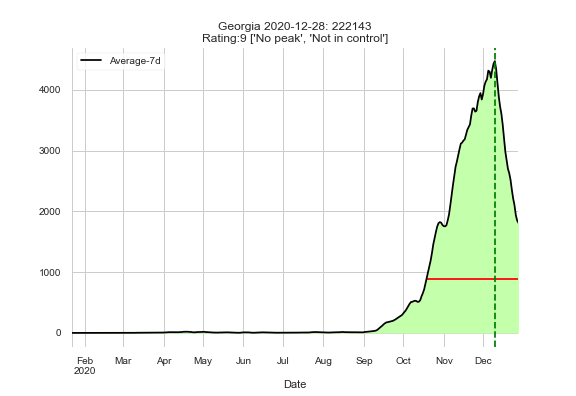 Georgia 2020-12-28: 222143
Rating:9 ['No peak', 'Not in control']
Average-7d
4000
3000
2000
1000
0
Feb Mar Apr May Jun Jul Aug Sep Oct Nov Dec
2020
Date